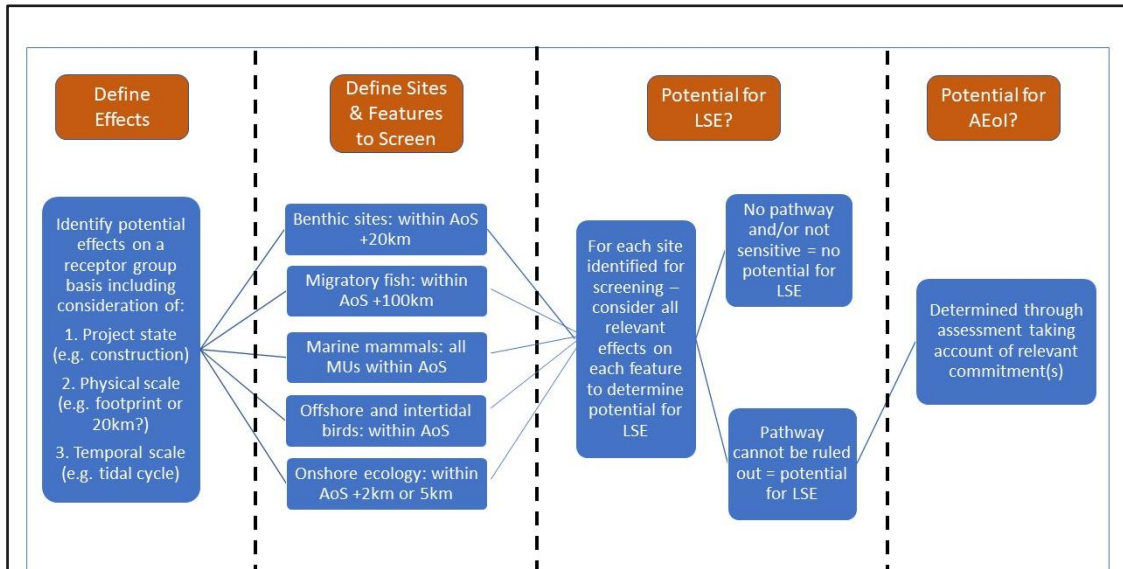 Define
Effects
Define Sites
& Features
to Screen
Potential for
LSE?
Potential for
AEoI?
Identify potential
effects on a
receptor group
basis including
consideration of:
1. Project state
(e.g. construction)
2. Physical scale
(e.g. footprint or
20km?)
3. Temporal scale
(e.g. tidal cycle)
Benthic sites: within AoS
+20km
Migratory fish: within
AoS +100km
Marine mammals: all
MUs within AoS
Offshore and intertidal
birds: within AoS
Onshore ecology: within
AoS +2km or 5km
For each site
identified for
screening –
consider all
relevant
effects on
each feature
to determine
potential for
LSE
No pathway
and/or not
sensitive = no
potential for
LSE
Pathway
cannot be ruled
out = potential
for LSE
Determined through
assessment taking
account of relevant
commitment(s)